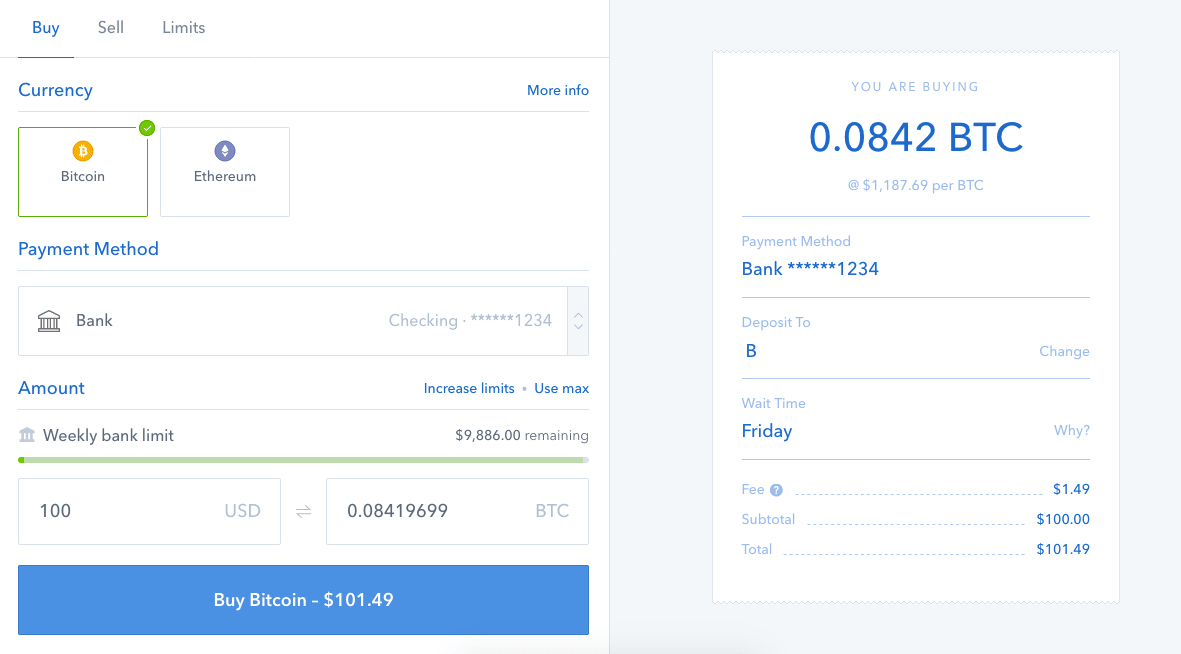 Buy Sell Limits
Currency More info
Bitcoin Ethereum
Payment Method
Bank Checking · ******1234
Amount Increase limits • Use max
Weekly bank limit $9,886.00 remaining
100 USD ⇌ 0.08419699 BTC
Buy Bitcoin – $101.49
YOU ARE BUYING
0.0842 BTC
@ $1,187.69 per BTC
Payment Method
Bank ******1234
Deposit To
B Change
Wait Time
Friday Why?
Fee ? $1.49
Subtotal $100.00
Total $101.49